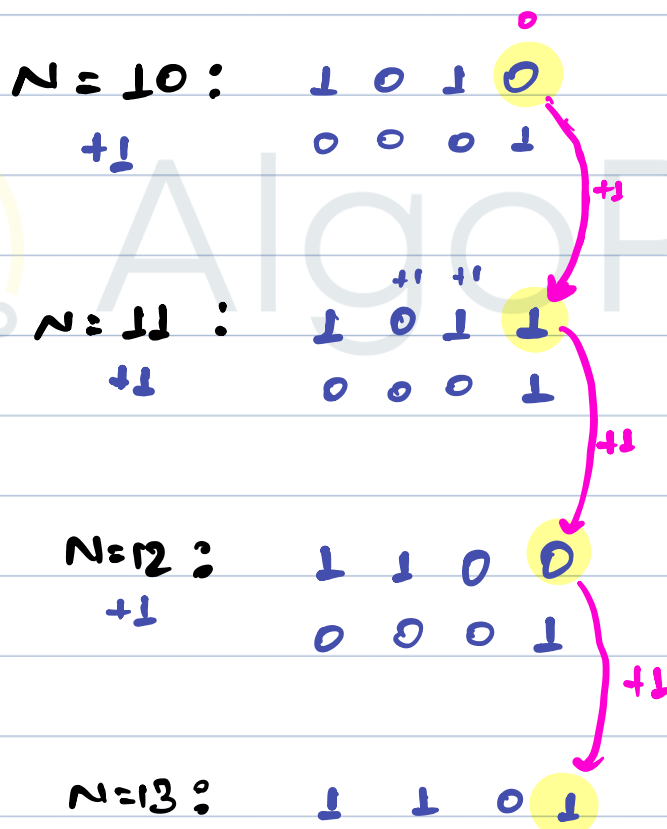 0
N = 10 : 1 0 1 0
+1 0 0 0 1
+1
AlgoP
+1 +1
N = 11 : 1 0 1 1
+1 0 0 0 1
+1
N=12 : 1 1 0 0
+1 0 0 0 1
+1
N=13 : 1 1 0 1